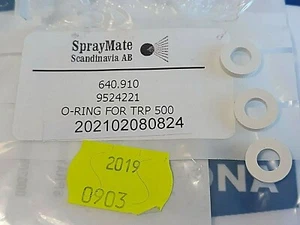 SprayMate
Scandinavia AB
640.910
9524221
O-RING FOR TRP 500
202102080824
2019
0903